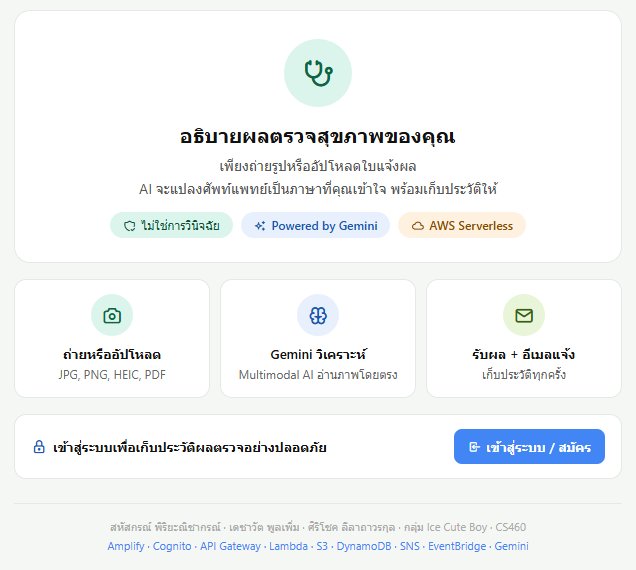 อธิบายผลตรวจสุขภาพของคุณ
เพียงถ่ายรูปหรืออัปโหลดใบแจ้งผล
AI จะแปลงศัพท์แพทย์เป็นภาษาที่คุณเข้าใจ พร้อมเก็บประวัติให้
ไม่ใช่การวินิจฉัย
Powered by Gemini
AWS Serverless
ถ่ายหรืออัปโหลด
JPG, PNG, HEIC, PDF
Gemini วิเคราะห์
Multimodal AI อ่านภาพโดยตรง
รับผล + อีเมลแจ้ง
เก็บประวัติทุกครั้ง
เข้าสู่ระบบเพื่อเก็บประวัติผลตรวจอย่างปลอดภัย
เข้าสู่ระบบ / สมัคร
สหัสกรณ์ พิริยะณิชากรณ์ · เดชาวัต พูลเพิ่ม · ศิริโชค ลีลาถาวรกุล · กลุ่ม Ice Cute Boy · CS460
Amplify · Cognito · API Gateway · Lambda · S3 · DynamoDB · SNS · EventBridge · Gemini